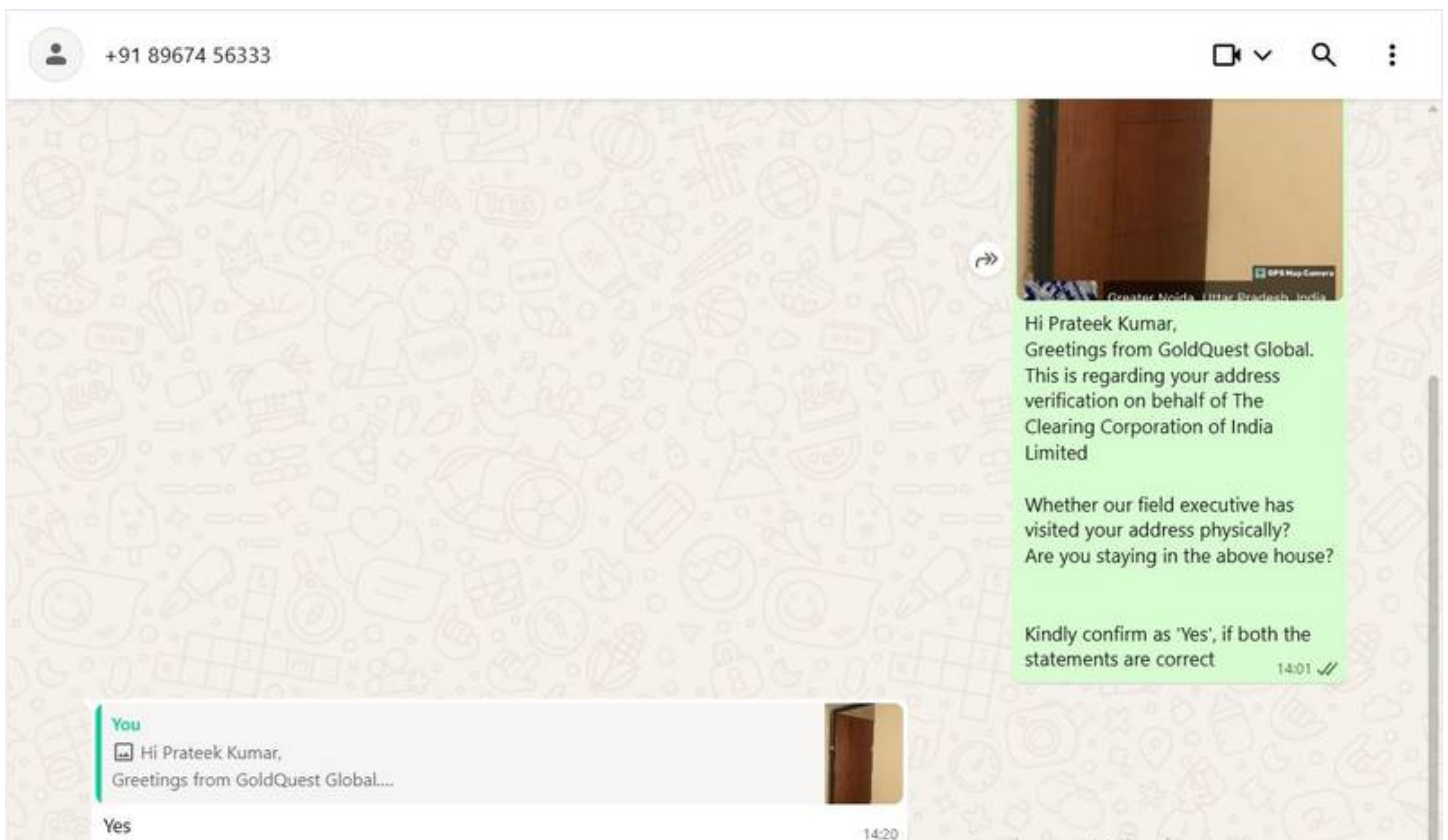 +91 89674 56333
GPS Map Camera
Greater Noida, Uttar Pradesh, India
Hi Prateek Kumar,
Greetings from GoldQuest Global.
This is regarding your address
verification on behalf of The
Clearing Corporation of India
Limited
Whether our field executive has
visited your address physically?
Are you staying in the above house?
Kindly confirm as 'Yes', if both the
statements are correct
14:01
You
Hi Prateek Kumar,
Greetings from GoldQuest Global....
Yes
14:20